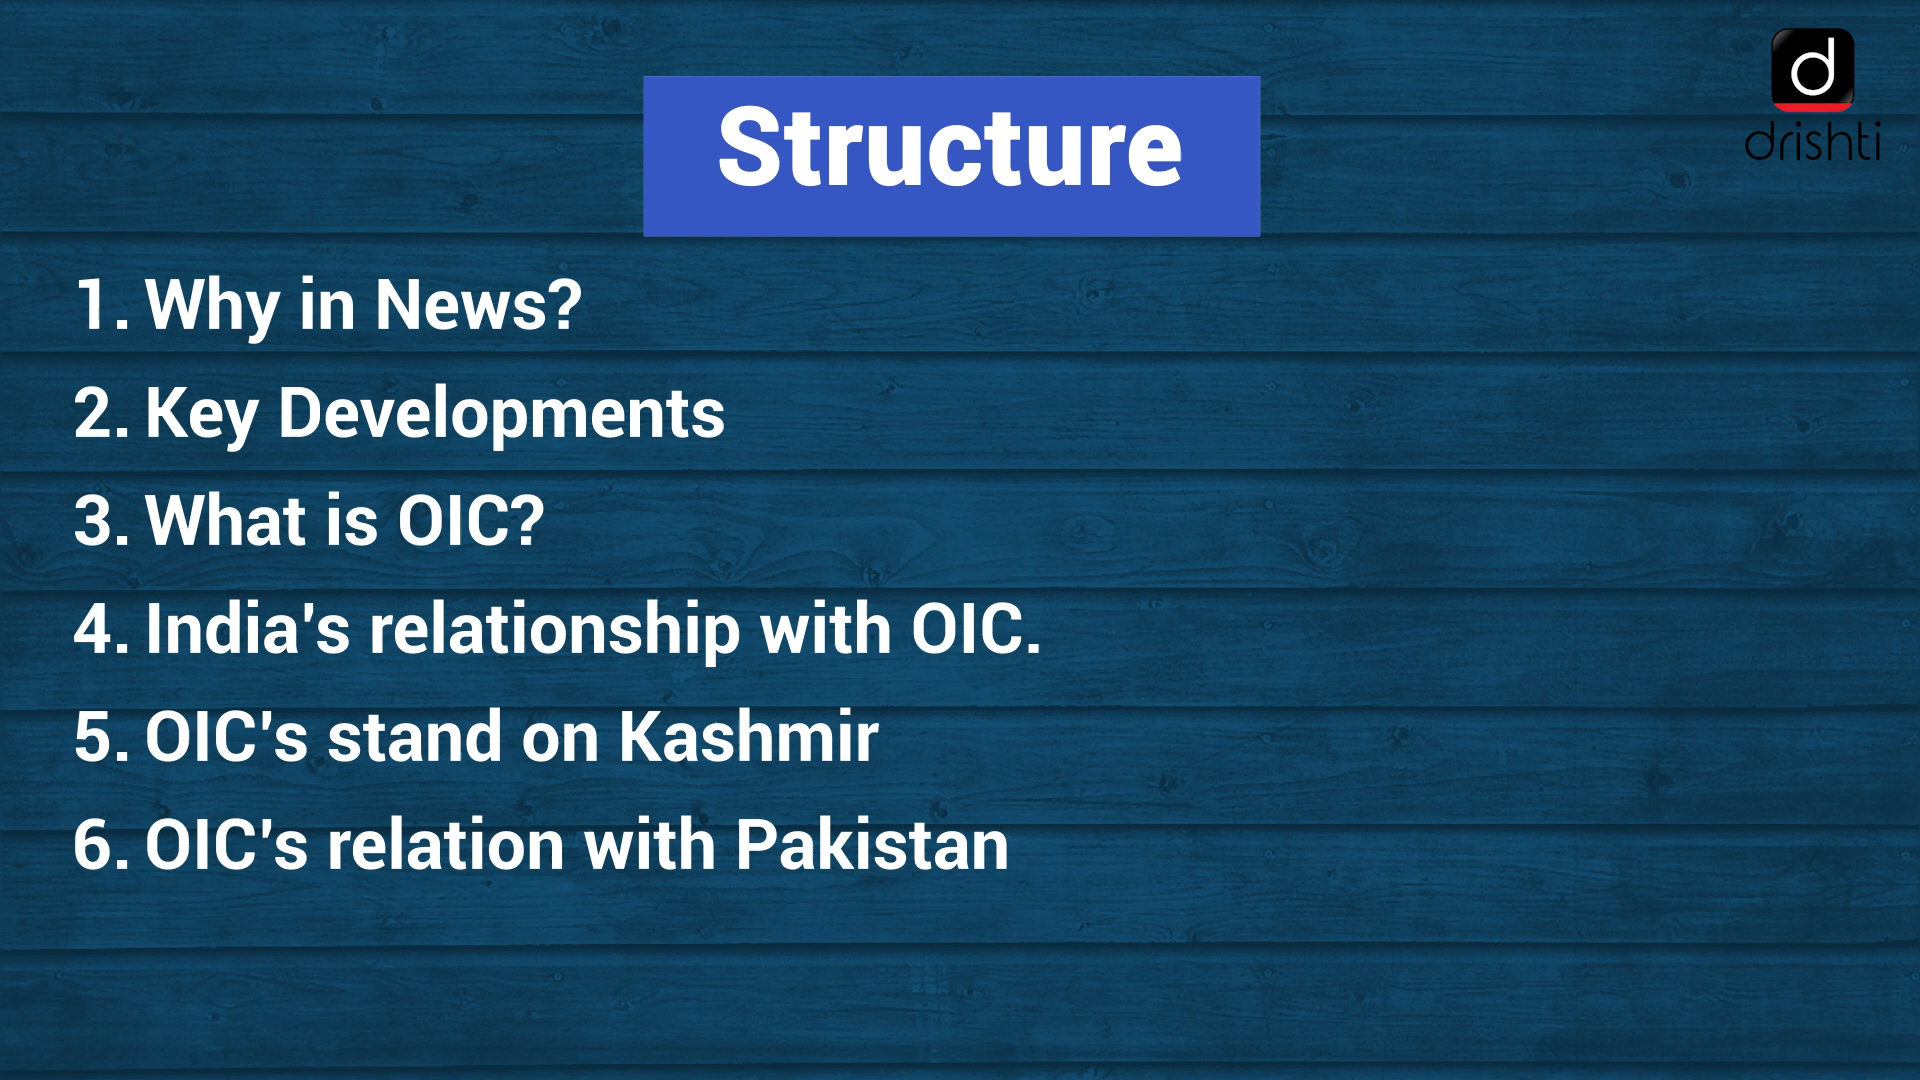 Structure
d
drishti
1. Why in News?
2. Key Developments
3. What is OIC?
4. India's relationship with OIC.
5. OIC's stand on Kashmir
6. OIC's relation with Pakistan